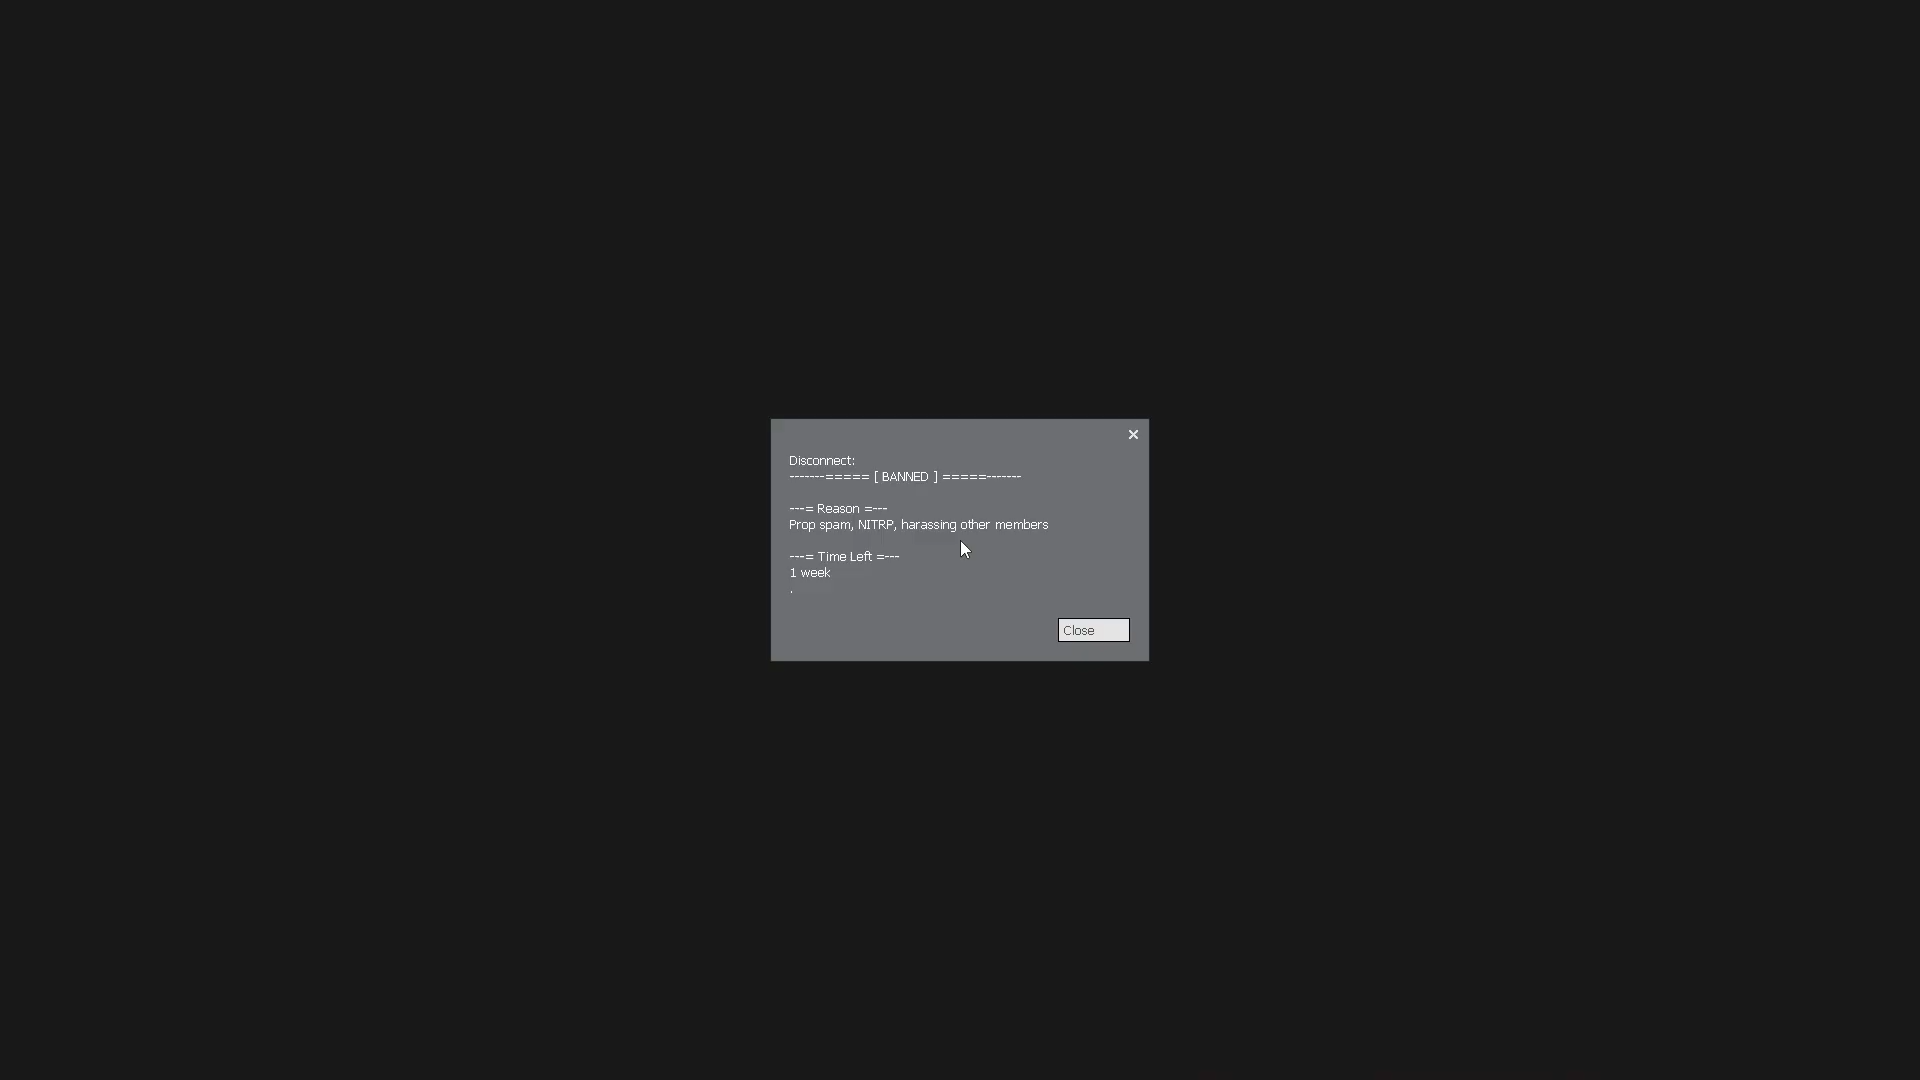 Disconnect:
-------===== [ BANNED ] =====-------
---= Reason =---
Prop spam, NITRP, harassing other members
---= Time Left =---
1 week
.
Close